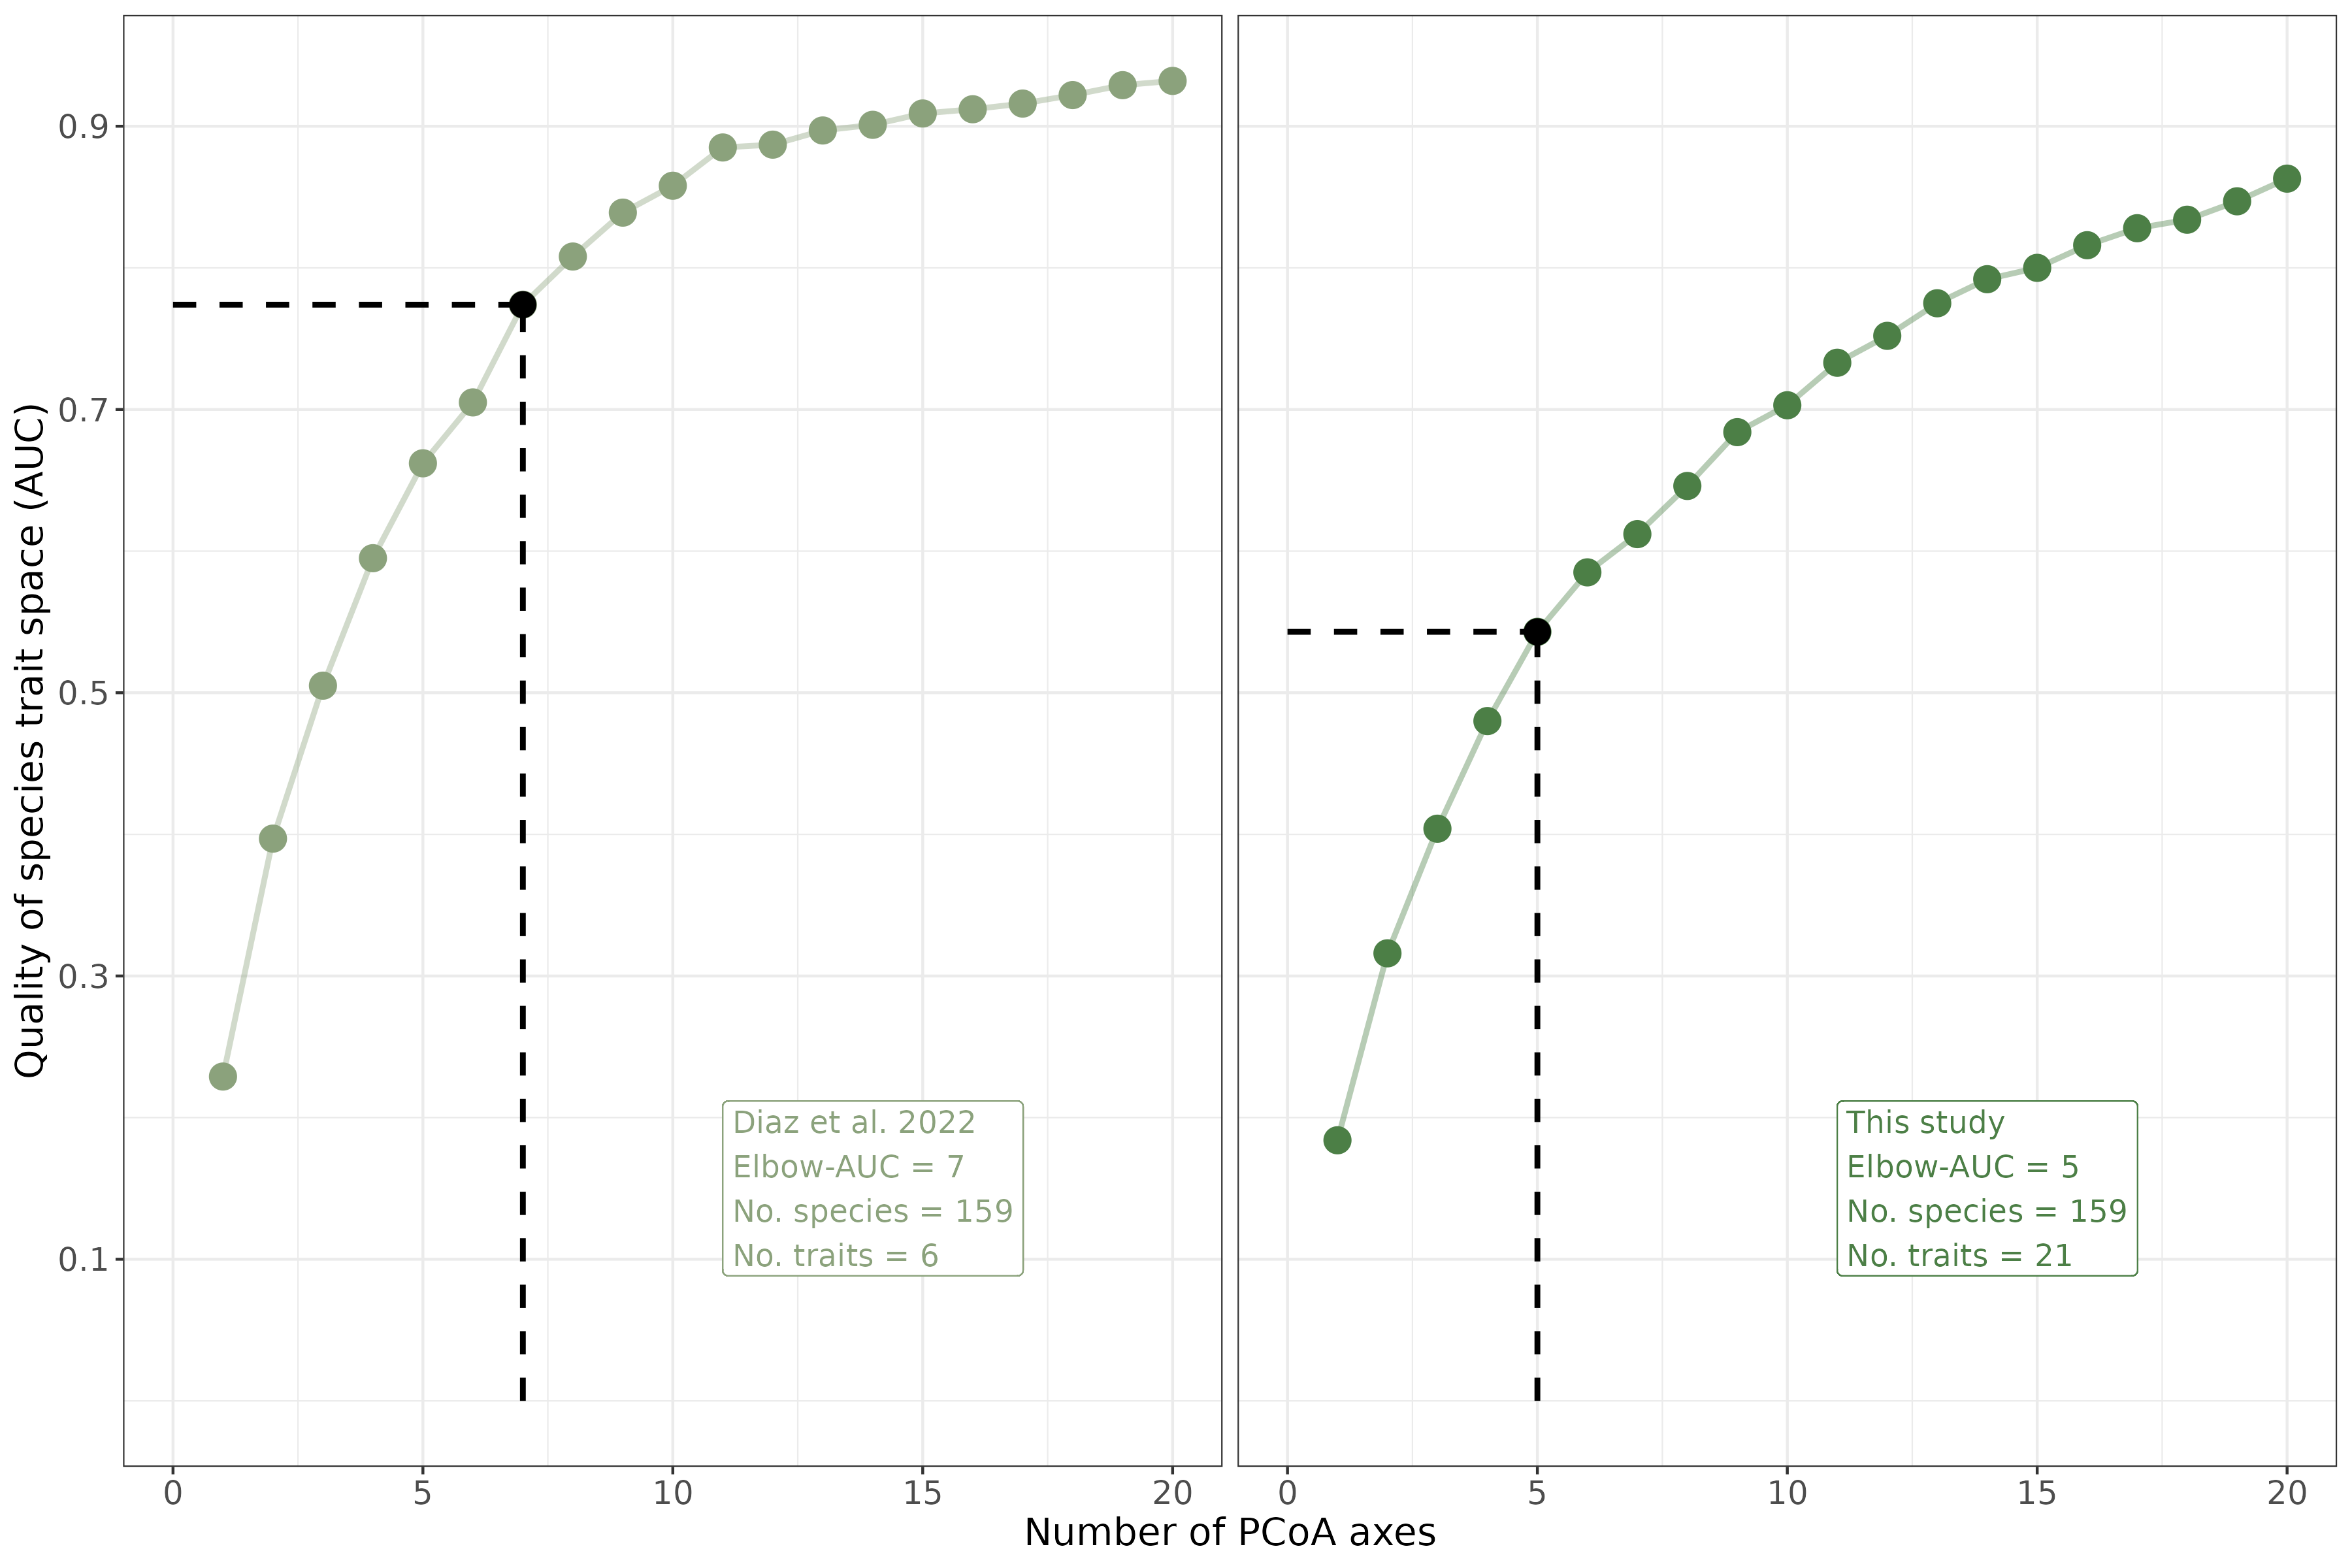 Quality of species trait space (AUC)
0.9
0.7
0.5
0.3
0.1
Diaz et al. 2022
Elbow-AUC = 7
No. species = 159
No. traits = 6
This study
Elbow-AUC = 5
No. species = 159
No. traits = 21
0 5 10 15 20
0 5 10 15 20
Number of PCoA axes